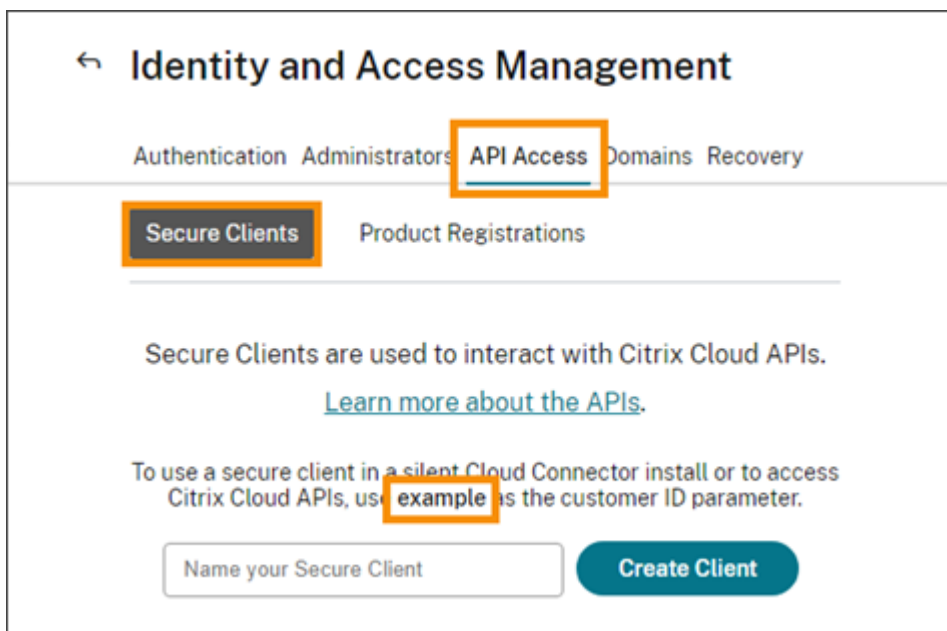 Identity and Access Management
Authentication Administrators API Access Domains Recovery
Secure Clients Product Registrations
Secure Clients are used to interact with Citrix Cloud APIs.
Learn more about the APIs.
To use a secure client in a silent Cloud Connector install or to access
Citrix Cloud APIs, use example as the customer ID parameter.
Name your Secure Client Create Client